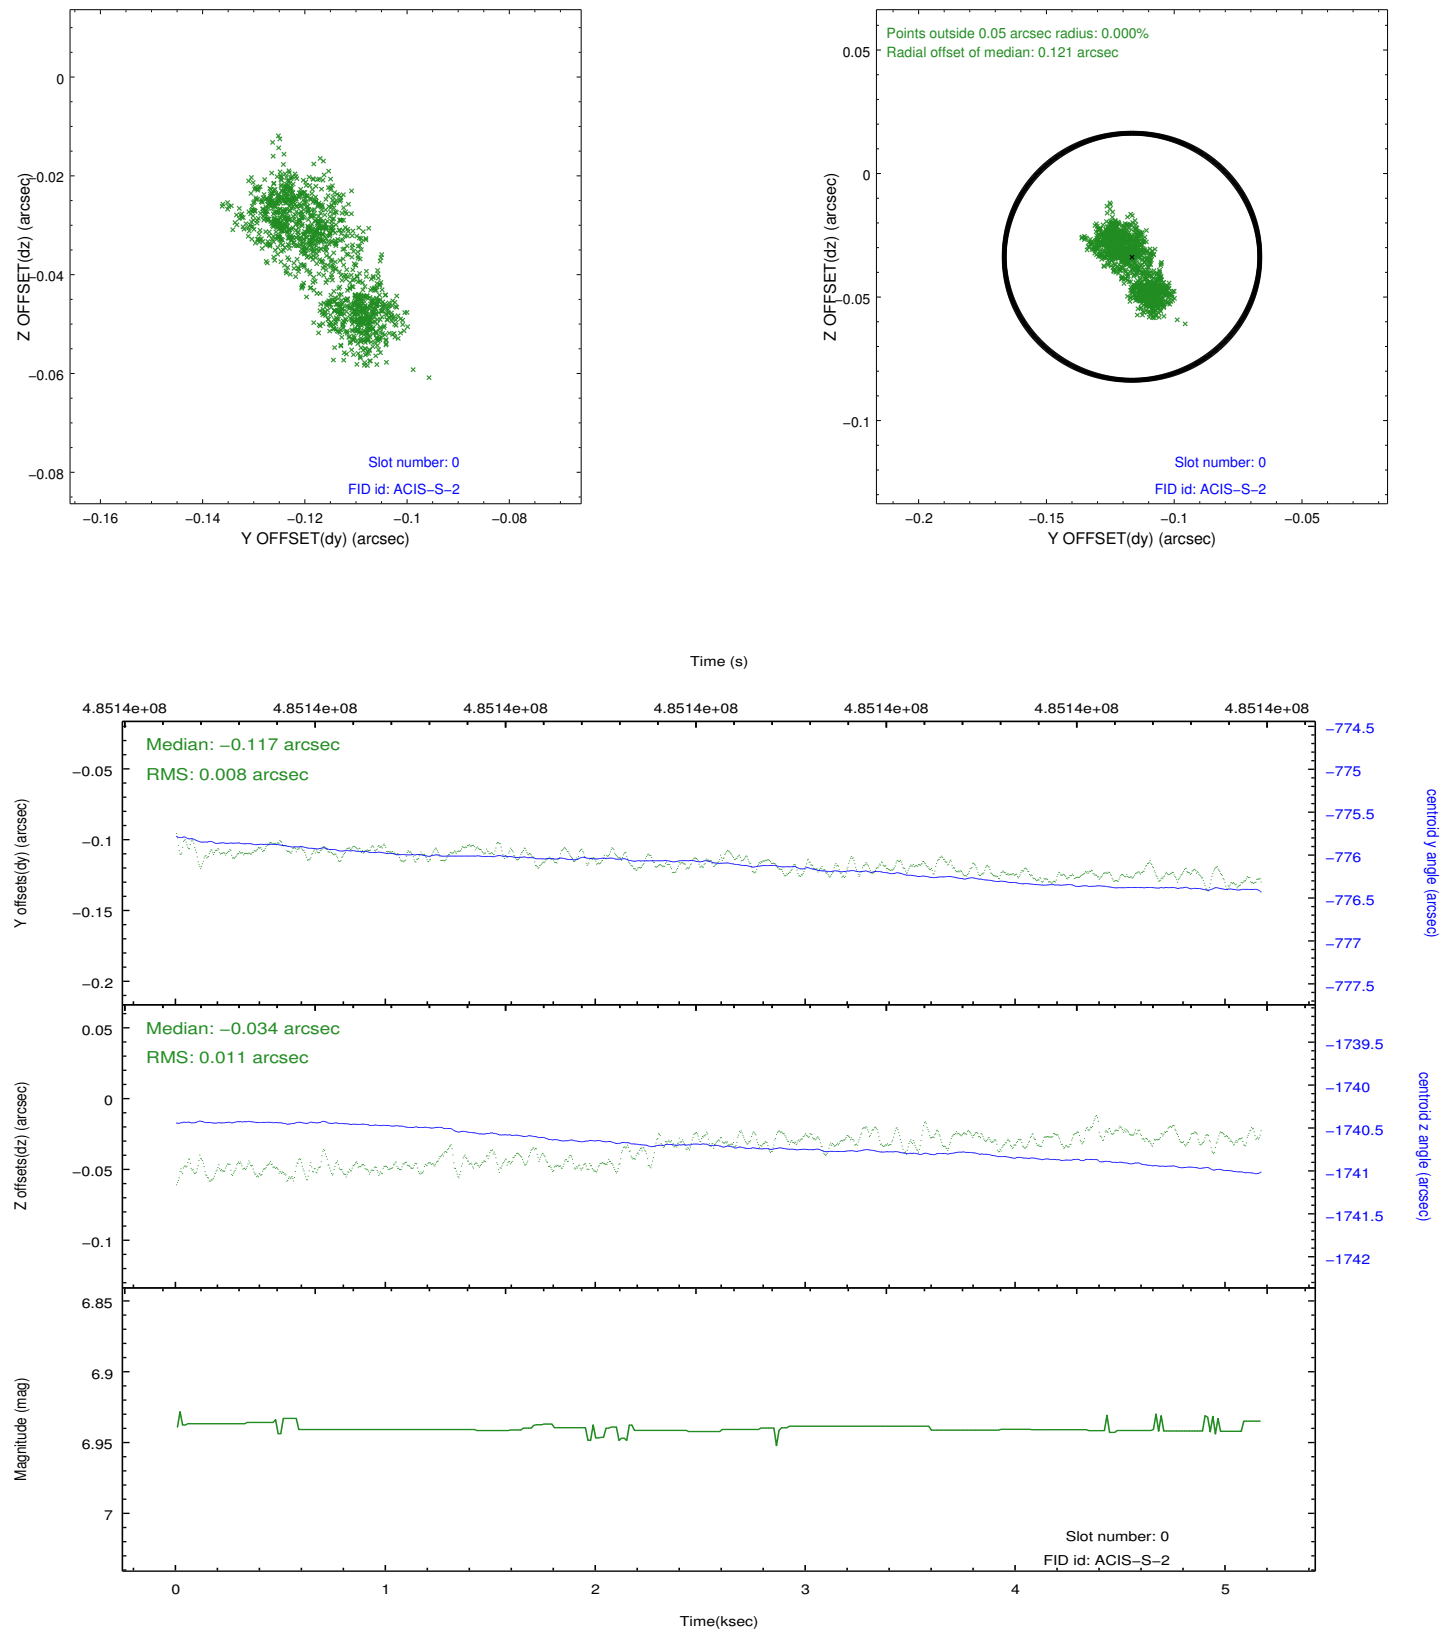 0
−0.02
−0.04
−0.06
−0.08
Z OFFSET(dz) (arcsec)
Slot number: 0
FID id: ACIS−S−2
−0.16
−0.14
−0.12
−0.1
−0.08
Y OFFSET(dy) (arcsec)
Points outside 0.05 arcsec radius: 0.000%
Radial offset of median: 0.121 arcsec
0.05
0
−0.05
−0.1
Z OFFSET(dz) (arcsec)
Slot number: 0
FID id: ACIS−S−2
−0.2
−0.15
−0.1
−0.05
Y OFFSET(dy) (arcsec)
Time (s)
4.8514e+08
4.8514e+08
4.8514e+08
4.8514e+08
4.8514e+08
4.8514e+08
4.8514e+08
Median: −0.117 arcsec
RMS: 0.008 arcsec
−0.05
−0.1
−0.15
−0.2
Y offsets(dy) (arcsec)
−774.5
−775
−775.5
−776
−776.5
−777
−777.5
centroid y angle (arcsec)
Median: −0.034 arcsec
RMS: 0.011 arcsec
0.05
0
−0.05
−0.1
Z offsets(dz) (arcsec)
−1739.5
−1740
−1740.5
−1741
−1741.5
−1742
centroid z angle (arcsec)
6.85
6.9
6.95
7
Magnitude (mag)
Slot number: 0
FID id: ACIS−S−2
0
1
2
3
4
5
Time(ksec)